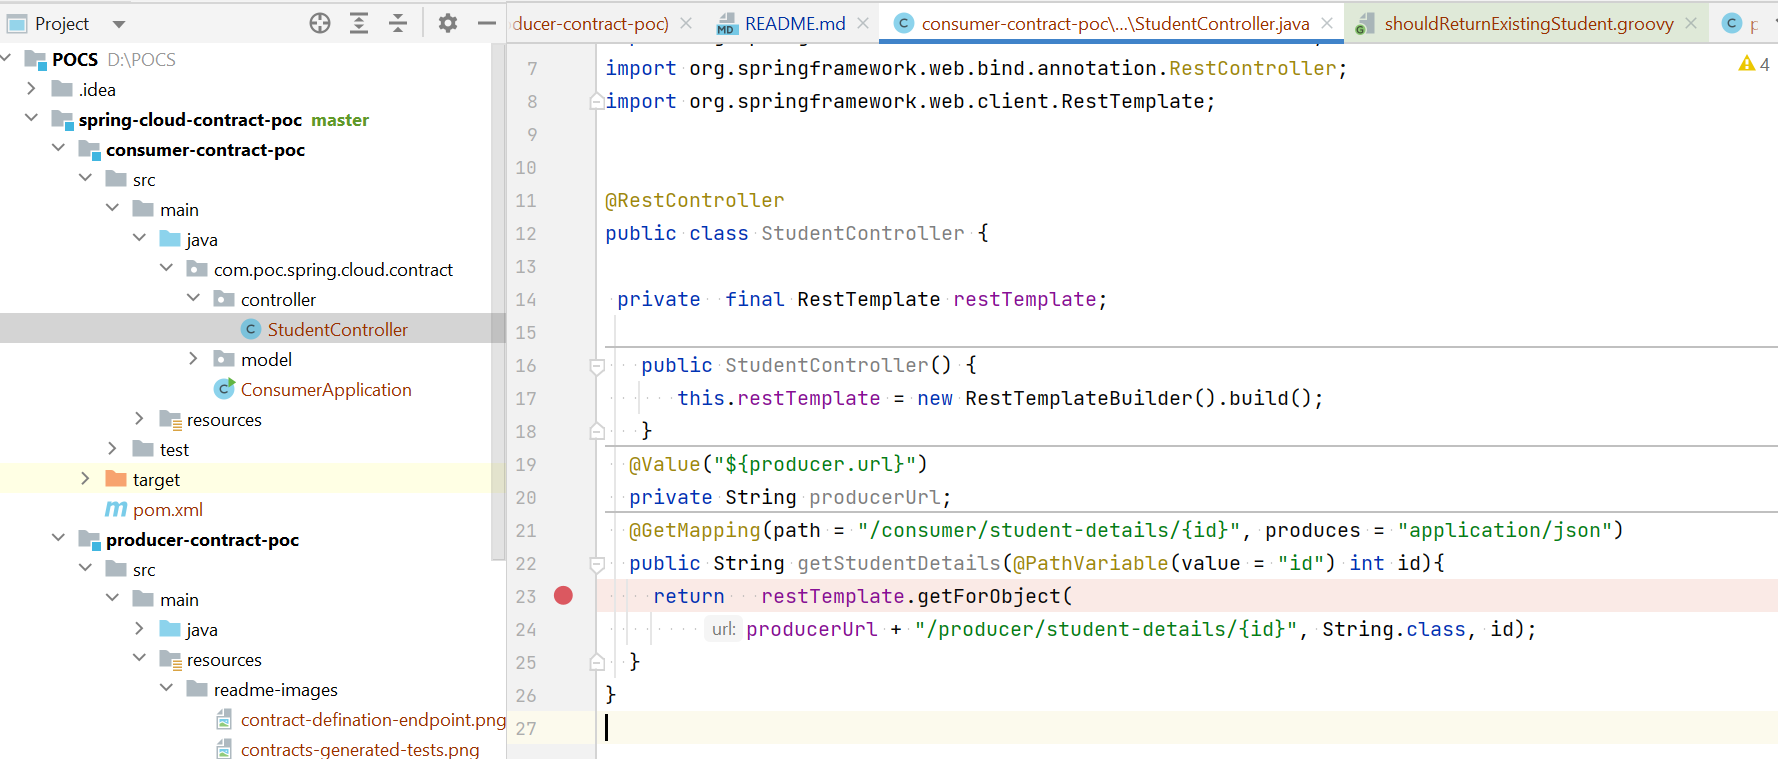 Project
POCS D:\POCS
.idea
spring-cloud-contract-poc master
consumer-contract-poc
src
main
java
com.poc.spring.cloud.contract
controller
StudentController
model
ConsumerApplication
resources
test
target
pom.xml
producer-contract-poc
src
main
java
resources
readme-images
contract-defination-endpoint.png
contracts-generated-tests.png
ducer-contract-poc) README.md consumer-contract-poc\...\StudentController.java shouldReturnExistingStudent.groovy
4
7 import org.springframework.web.bind.annotation.RestController;
8 import org.springframework.web.client.RestTemplate;
9
10
11 @RestController
12 public class StudentController {
13
14 private final RestTemplate restTemplate;
15
16 public StudentController() {
17 this.restTemplate = new RestTemplateBuilder().build();
18 }
19 @Value("${producer.url}")
20 private String producerUrl;
21 @GetMapping(path = "/consumer/student-details/{id}", produces = "application/json")
22 public String getStudentDetails(@PathVariable(value = "id") int id){
23 return restTemplate.getForObject(
24 url: producerUrl + "/producer/student-details/{id}", String.class, id);
25 }
26 }
27